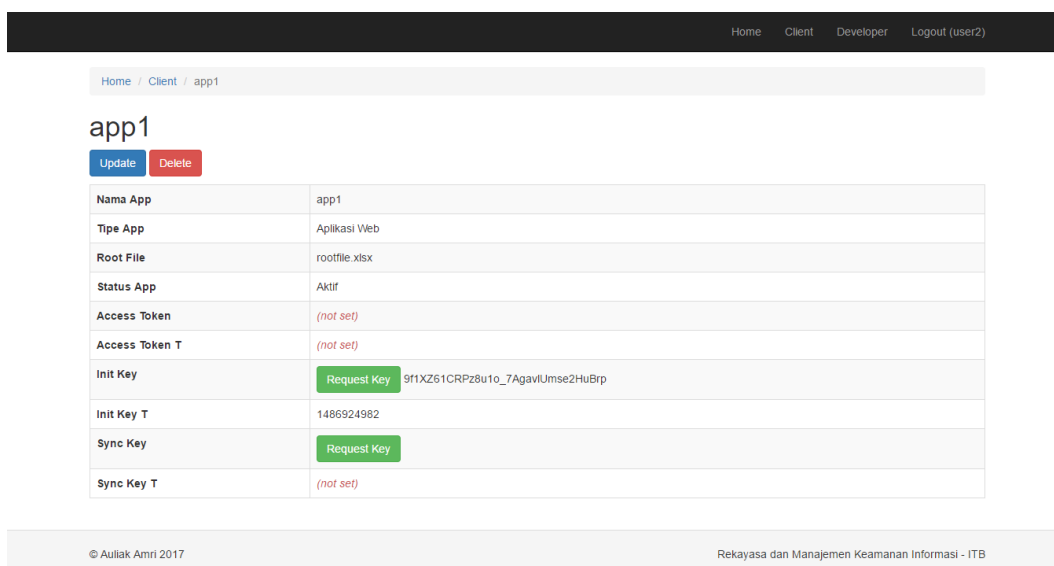 Home Client Developer Logout (user2)
Home / Client / app1
app1
Update Delete
Nama App app1
Tipe App Aplikasi Web
Root File rootfile.xlsx
Status App Aktif
Access Token (not set)
Access Token T (not set)
Init Key Request Key 9f1XZ61CRPz8u1o_7AgavlUmse2HuBrp
Init Key T 1486924982
Sync Key Request Key
Sync Key T (not set)
© Auliak Amri 2017 Rekayasa dan Manajemen Keamanan Informasi - ITB